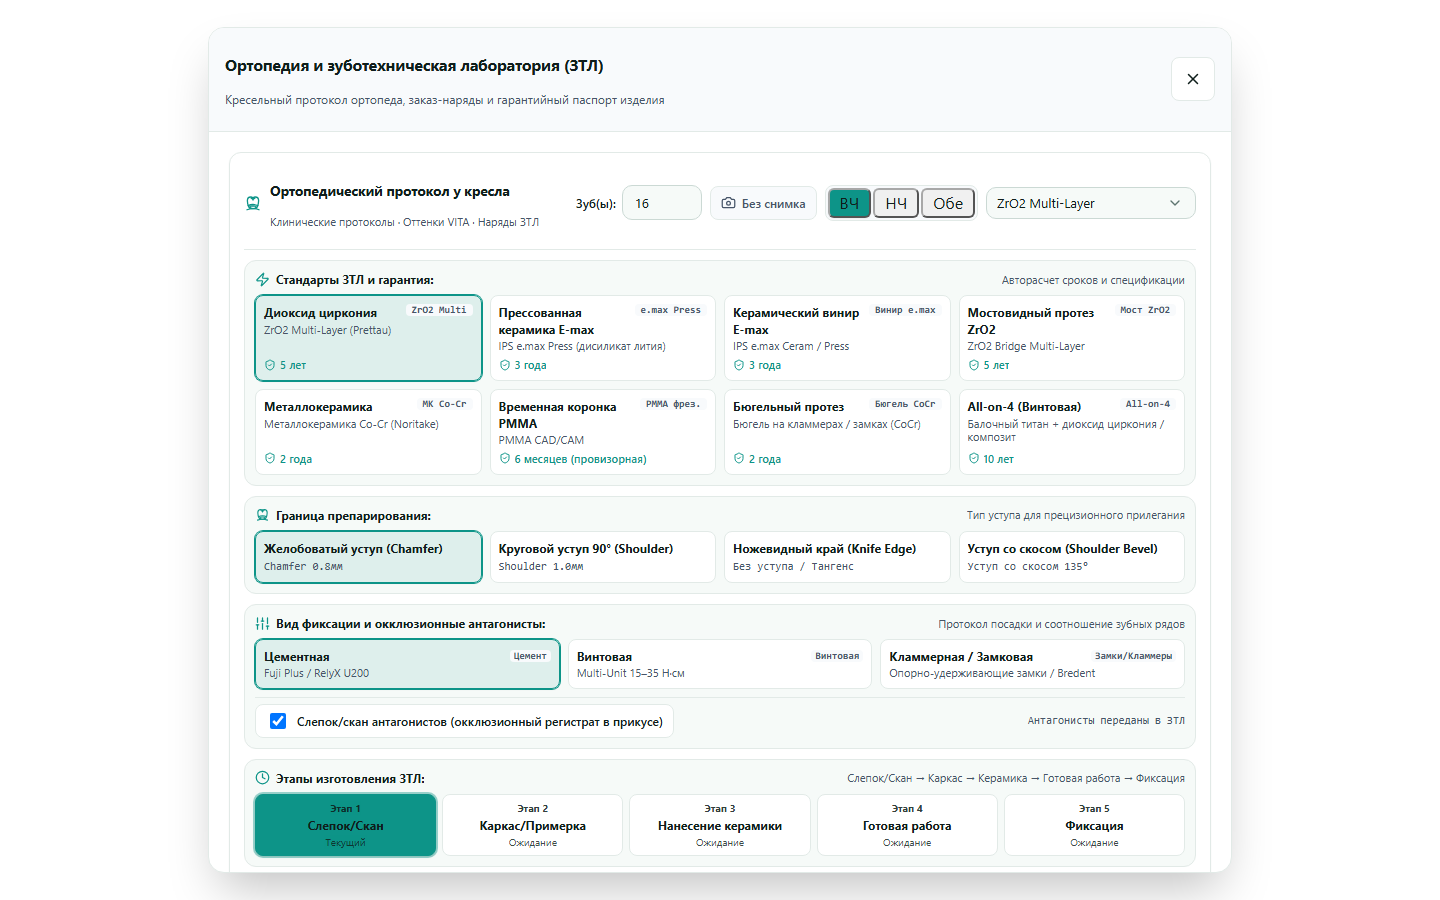 Ортопедия и зуботехническая лаборатория (ЗТЛ)
Кресельный протокол ортопеда, заказ-наряды и гарантийный паспорт изделия
Ортопедический протокол у кресла
Клинические протоколы · Оттенки VITA · Наряды ЗТЛ
Зуб(ы): 16 Без снимка ВЧ НЧ Обе ZrO2 Multi-Layer
Стандарты ЗТЛ и гарантия:
Авторасчет сроков и спецификации
Диоксид циркония ZrO2 Multi
ZrO2 Multi-Layer (Prettau)
5 лет
Прессованная керамика E-max e.max Press
IPS e.max Press (дисиликат лития)
3 года
Керамический винир E-max Винир e.max
IPS e.max Ceram / Press
3 года
Мостовидный протез ZrO2 Мост ZrO2
ZrO2 Bridge Multi-Layer
5 лет
Металлокерамика МК Co-Cr
Металлокерамика Co-Cr (Noritake)
2 года
Временная коронка PMMA PMMA фрез.
PMMA CAD/CAM
6 месяцев (провизорная)
Бюгельный протез Бюгель CoCr
Бюгель на кламмерах / замках (CoCr)
2 года
All-on-4 (Винтовая) All-on-4
Балочный титан + диоксид циркония /
композит
10 лет
Граница препарирования:
Тип уступа для прецизионного прилегания
Желобоватый уступ (Chamfer)
Chamfer 0.8мм
Круговой уступ 90° (Shoulder)
Shoulder 1.0мм
Ножевидный край (Knife Edge)
Без уступа / Тангенс
Уступ со скосом (Shoulder Bevel)
Уступ со скосом 135°
Вид фиксации и окклюзионные антагонисты:
Протокол посадки и соотношение зубных рядов
Цементная Цемент
Fuji Plus / RelyX U200
Винтовая Винтовая
Multi-Unit 15–35 Н·см
Кламмерная / Замковая Замки/Кламмеры
Опорно-удерживающие замки / Bredent
Слепок/скан антагонистов (окклюзионный регистрат в прикусе)
Антагонисты переданы в ЗТЛ
Этапы изготовления ЗТЛ:
Слепок/Скан → Каркас → Керамика → Готовая работа → Фиксация
Этап 1
Слепок/Скан
Текущий
Этап 2
Каркас/Примерка
Ожидание
Этап 3
Нанесение керамики
Ожидание
Этап 4
Готовая работа
Ожидание
Этап 5
Фиксация
Ожидание